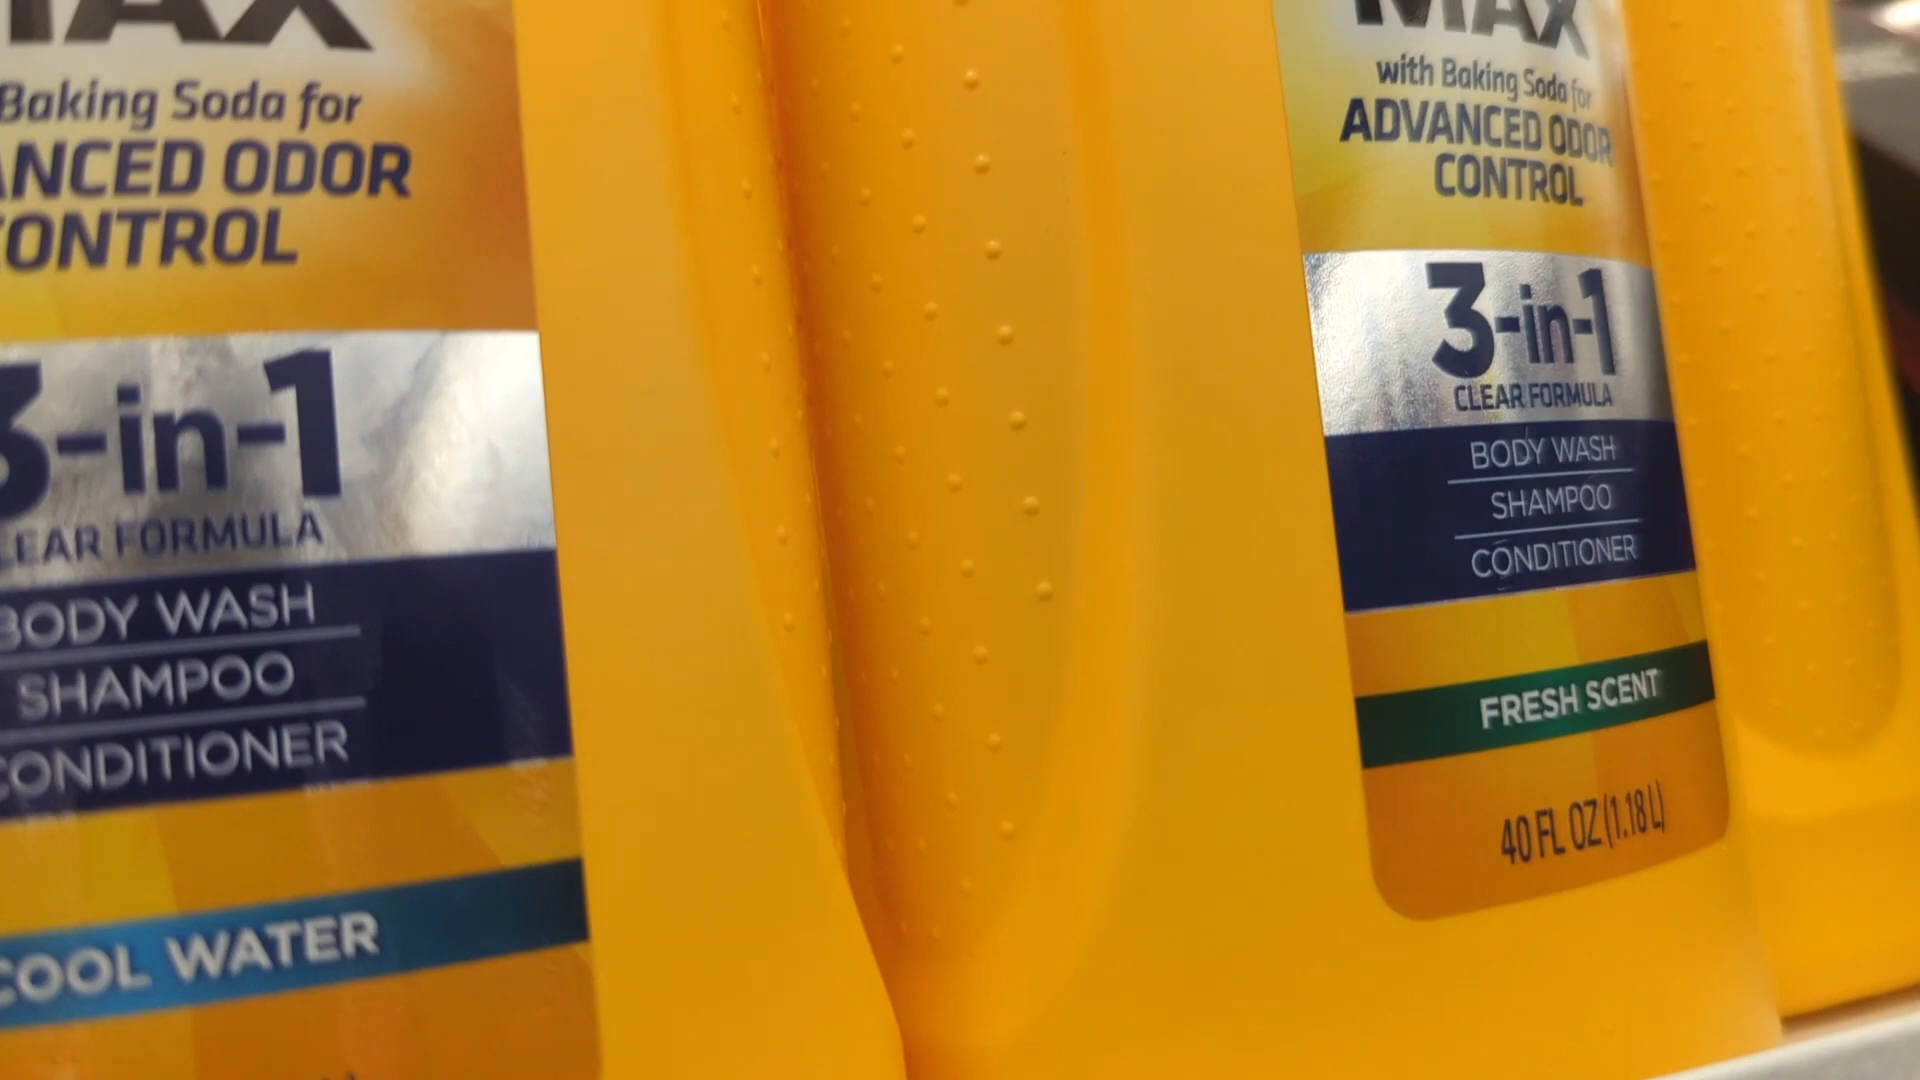 MAX
Baking Soda for
ANCED ODOR
CONTROL
3-in-1
CLEAR FORMULA
BODY WASH
SHAMPOO
CONDITIONER
COOL WATER
MAX
with Baking Soda for
ADVANCED ODOR
CONTROL
3-in-1
CLEAR FORMULA
BODY WASH
SHAMPOO
CONDITIONER
FRESH SCENT
40 FL OZ (1.18 L)